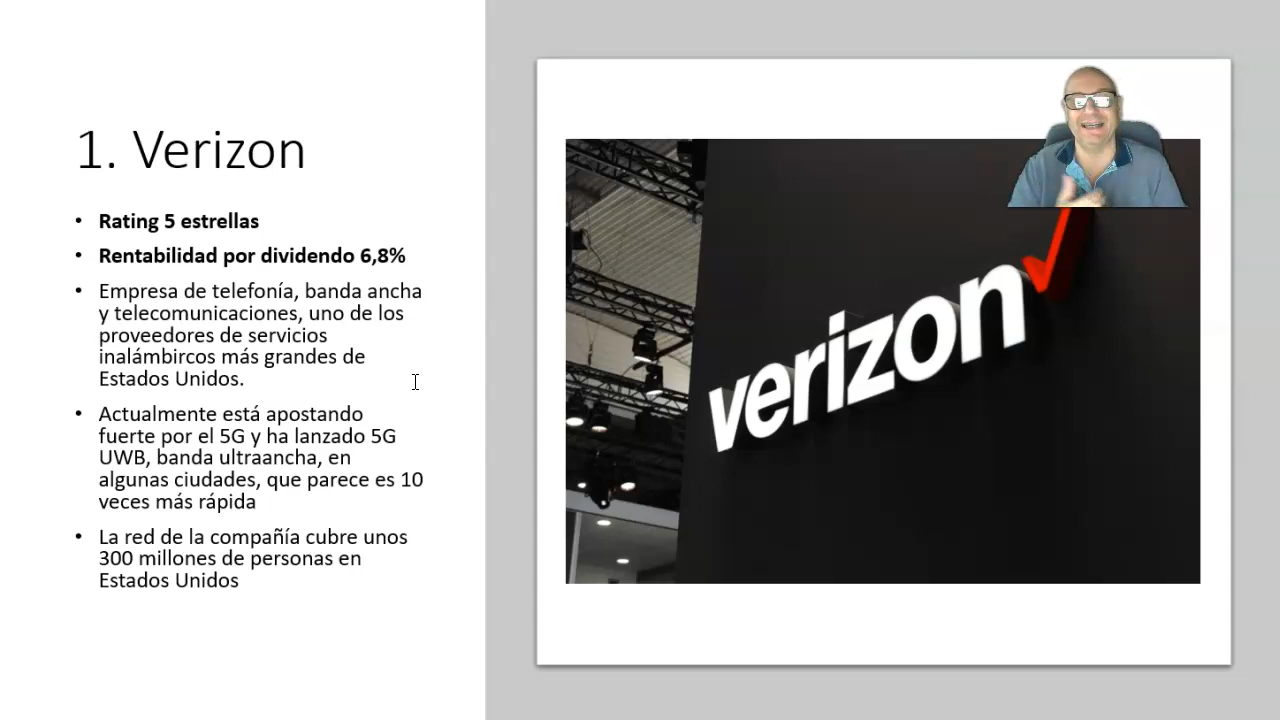 1. Verizon
• Rating 5 estrellas
• Rentabilidad por dividendo 6,8%
• Empresa de telefonía, banda ancha
y telecomunicaciones, uno de los
proveedores de servicios
inalámbircos más grandes de
Estados Unidos.
• Actualmente está apostando
fuerte por el 5G y ha lanzado 5G
UWB, banda ultraancha, en
algunas ciudades, que parece es 10
veces más rápida
• La red de la compañía cubre unos
300 millones de personas en
Estados Unidos
verizon